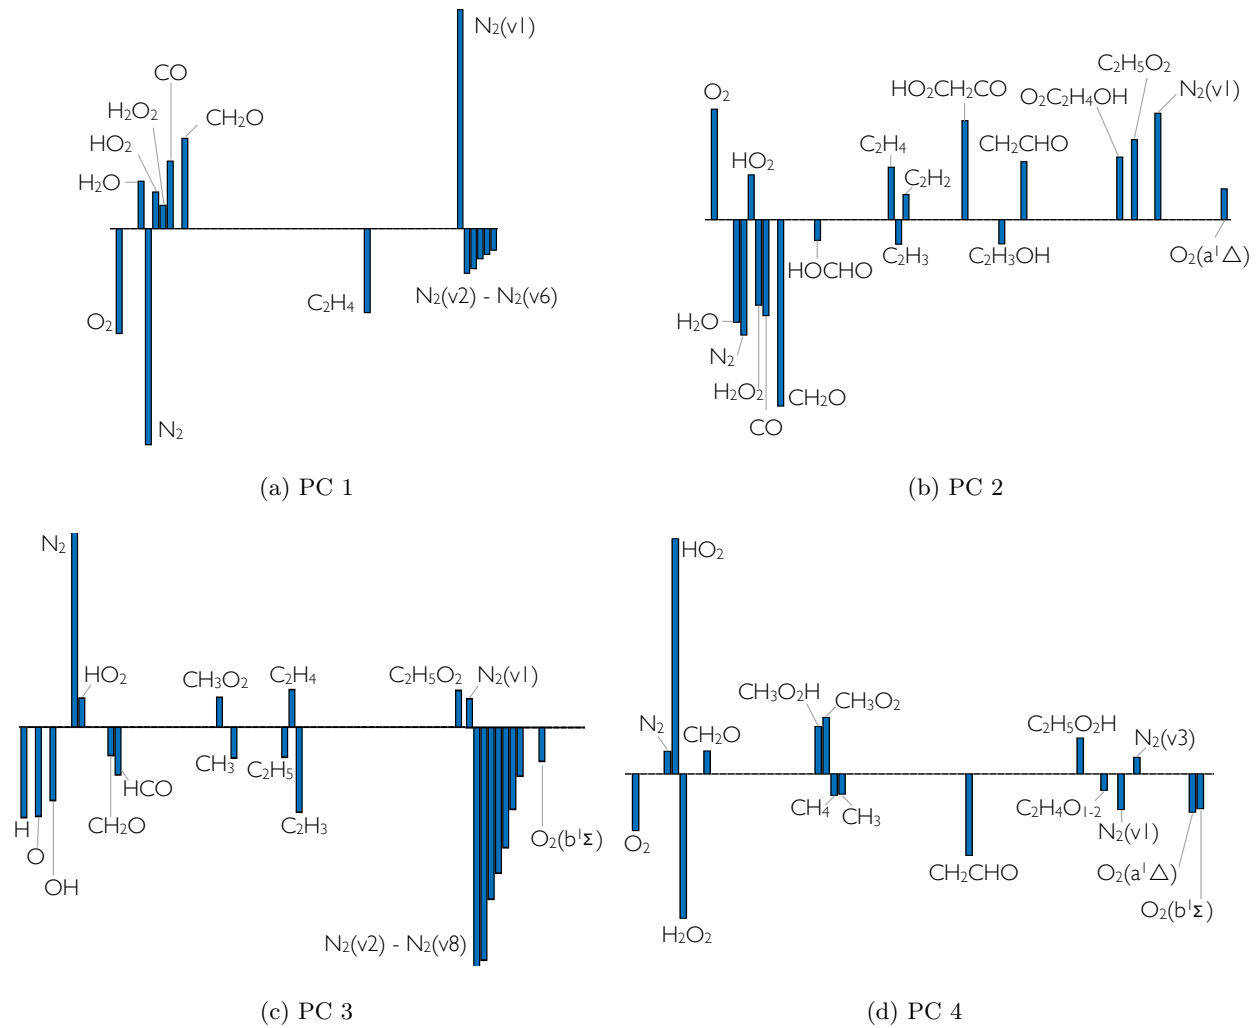 N₂(v1)
CO
H₂O₂
CH₂O
HO₂
H₂O
O₂
C₂H₄
N₂(v2) - N₂(v6)
N₂
(a) PC 1
C₂H₅O₂
O₂
HO₂CH₂CO
O₂C₂H₄OH
N₂(v1)
HO₂
C₂H₄
CH₂CHO
C₂H₂
HOCHO
C₂H₃
C₂H₃OH
O₂(a¹△)
H₂O
N₂
H₂O₂
CH₂O
CO
(b) PC 2
N₂
HO₂
CH₃O₂
C₂H₄
C₂H₅O₂
N₂(v1)
CH₃
C₂H₅
HCO
H
CH₂O
C₂H₃
O₂(b¹Σ)
O
OH
N₂(v2) - N₂(v8)
(c) PC 3
HO₂
CH₃O₂H
CH₃O₂
N₂
CH₂O
C₂H₅O₂H
N₂(v3)
CH₄
CH₃
C₂H₄O₁₋₂
N₂(v1)
O₂
CH₂CHO
O₂(a¹△)
O₂(b¹Σ)
H₂O₂
(d) PC 4